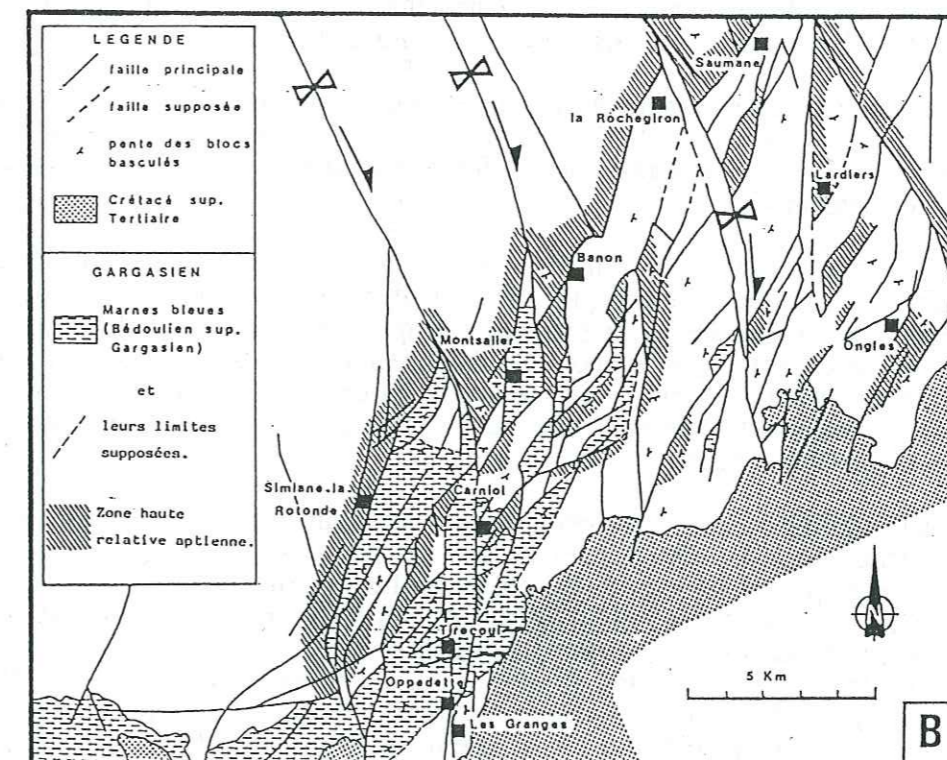 LEGENDE
faille principale
faille supposée
pente des blocs
basculés
Crétacé sup.
Tertiaire
GARGASIEN
Marnes bleues
(Bédoulien sup.
Gargasien)
et
leurs limites
supposées.
Zone haute
relative aptienne.
Saumane
la Rochegiron
Lardiers
Banon
Montsalier
Ongles
Simiane-la-
Rotonde
Carniol
Tirecoul
Oppedette
Les Granges
N
5 Km
B